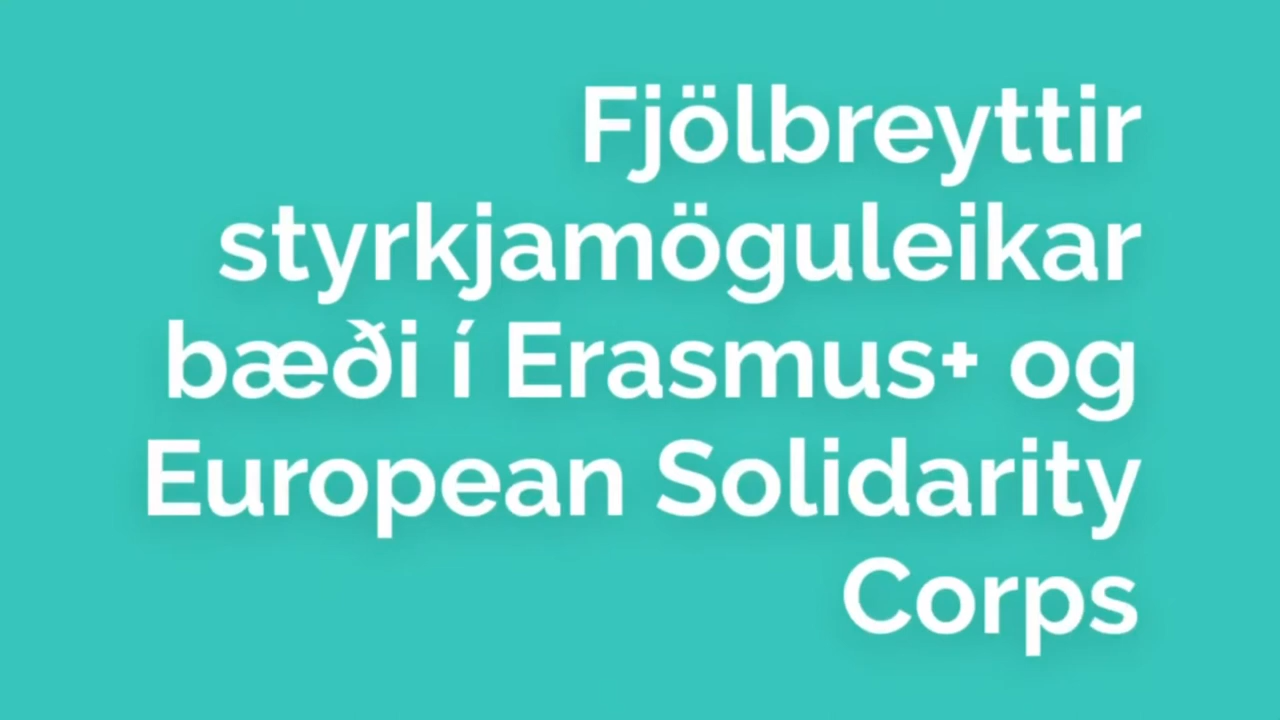 Fjölbreyttir
styrkjamöguleikar
bæði í Erasmus+ og
European Solidarity
Corps